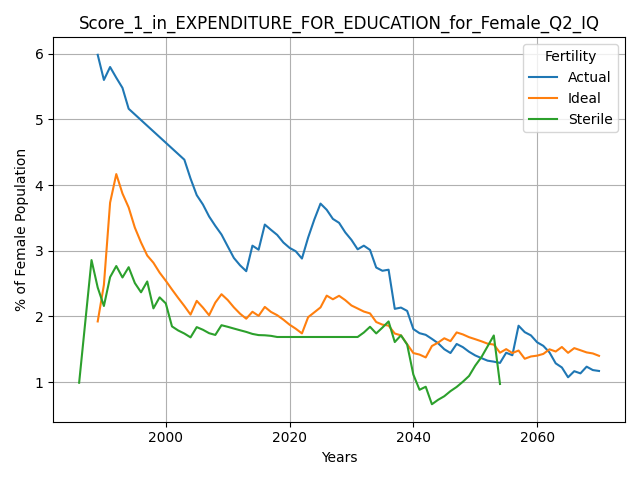 Score_1_in_EXPENDITURE_FOR_EDUCATION_for_Female_Q2_IQ
Fertility
Actual
Ideal
Sterile
% of Female Population
6
5
4
3
2
1
2000 2020 2040 2060
Years